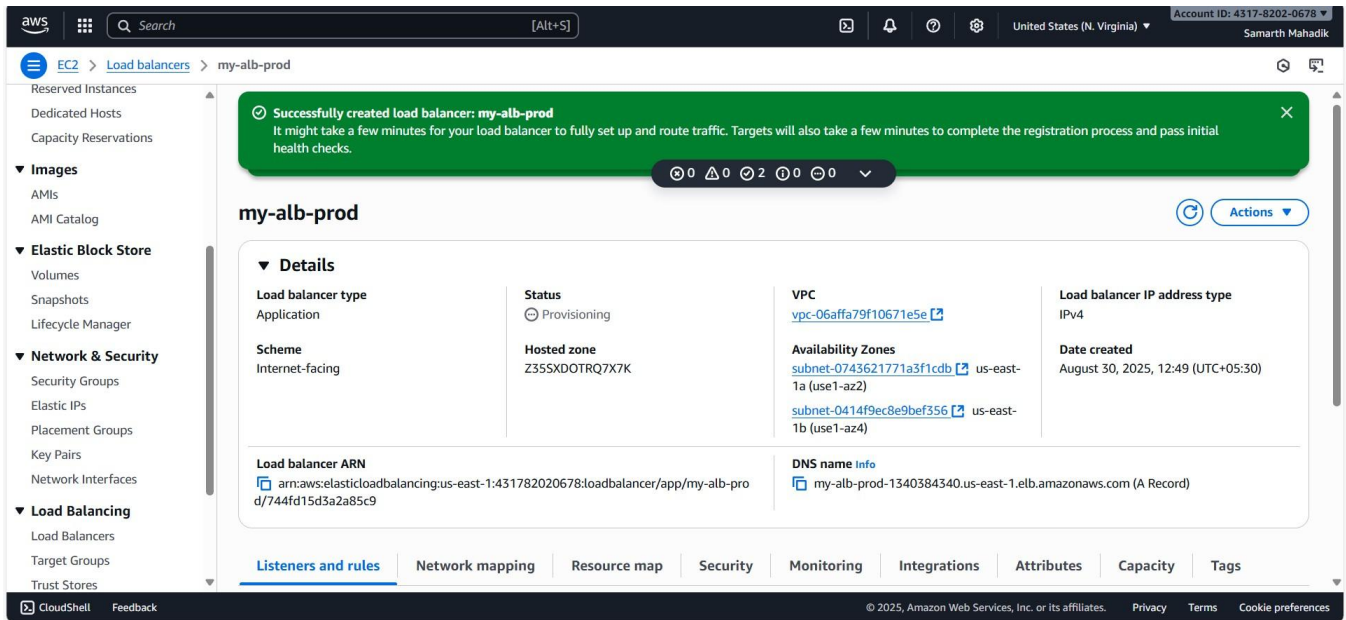 aws
Search [Alt+S]
United States (N. Virginia)
Account ID: 4317-8202-0678
Samarth Mahadik
EC2 > Load balancers > my-alb-prod
Reserved Instances
Dedicated Hosts
Capacity Reservations
Images
AMIs
AMI Catalog
Elastic Block Store
Volumes
Snapshots
Lifecycle Manager
Network & Security
Security Groups
Elastic IPs
Placement Groups
Key Pairs
Network Interfaces
Load Balancing
Load Balancers
Target Groups
Trust Stores
Successfully created load balancer: my-alb-prod
It might take a few minutes for your load balancer to fully set up and route traffic. Targets will also take a few minutes to complete the registration process and pass initial
health checks.
0 0 2 0 0
my-alb-prod
Actions
Details
Load balancer type
Application
Status
Provisioning
VPC
vpc-06affa79f10671e5e
Load balancer IP address type
IPv4
Scheme
Internet-facing
Hosted zone
Z35SXDOTRQ7X7K
Availability Zones
subnet-0743621771a3f1cdb us-east-
1a (use1-az2)
subnet-0414f9ec8e9bef356 us-east-
1b (use1-az4)
Date created
August 30, 2025, 12:49 (UTC+05:30)
Load balancer ARN
arn:aws:elasticloadbalancing:us-east-1:431782020678:loadbalancer/app/my-alb-pro
d/744fd15d3a2a85c9
DNS name Info
my-alb-prod-1340384340.us-east-1.elb.amazonaws.com (A Record)
Listeners and rules Network mapping Resource map Security Monitoring Integrations Attributes Capacity Tags
CloudShell Feedback © 2025, Amazon Web Services, Inc. or its affiliates. Privacy Terms Cookie preferences